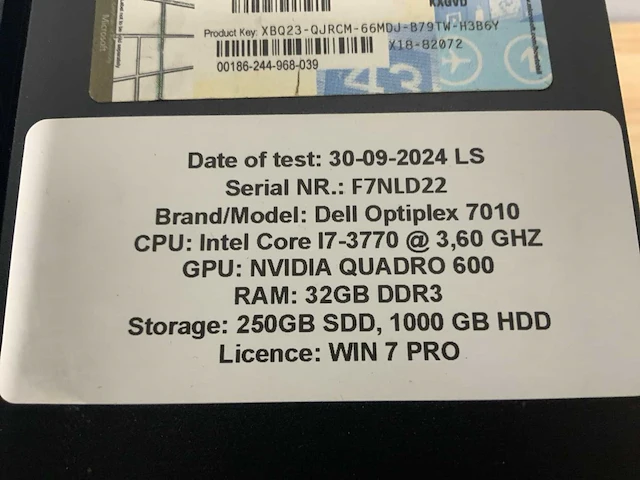 KXGVD
Product Key: XBQ23-QJRCM-66MDJ-B79TW-H3B6Y
X18-82072
00186-244-968-039
43
Microsoft
Date of test: 30-09-2024 LS
Serial NR.: F7NLD22
Brand/Model: Dell Optiplex 7010
CPU: Intel Core I7-3770 @ 3,60 GHZ
GPU: NVIDIA QUADRO 600
RAM: 32GB DDR3
Storage: 250GB SDD, 1000 GB HDD
Licence: WIN 7 PRO